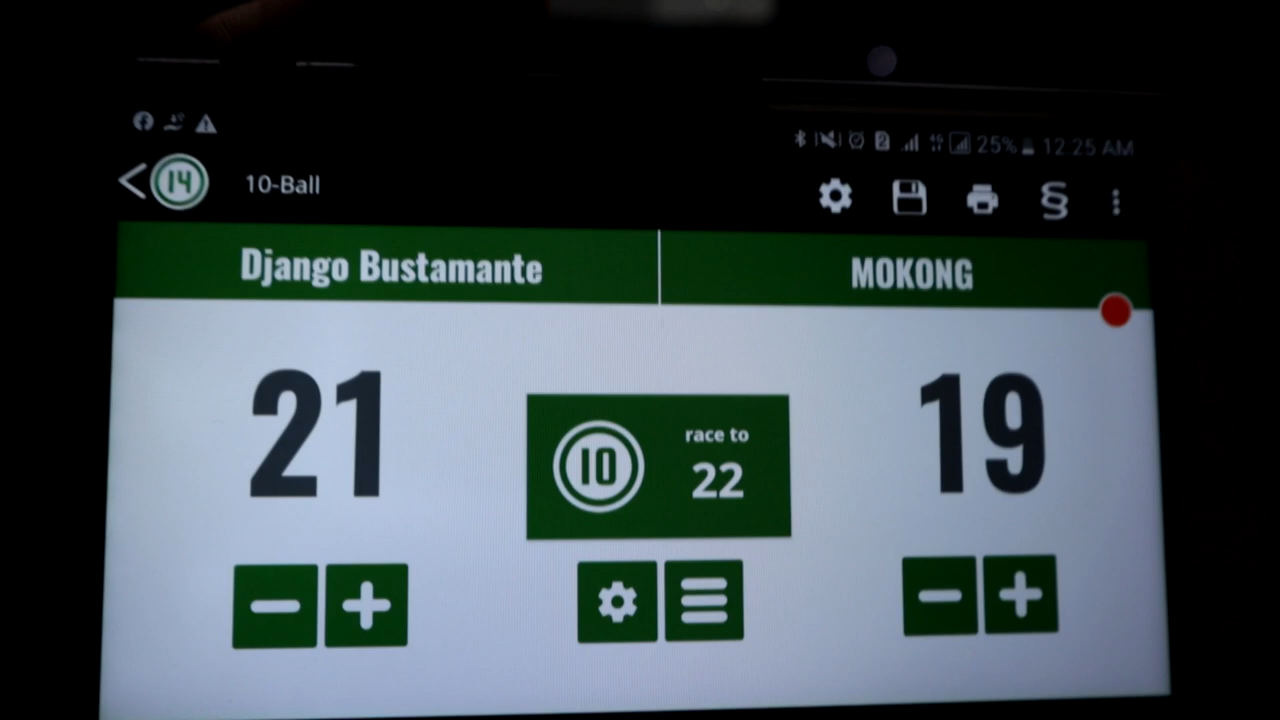 25% 12:25 AM
14 10-Ball §
Django Bustamante MOKONG
21 19
race to
10 22